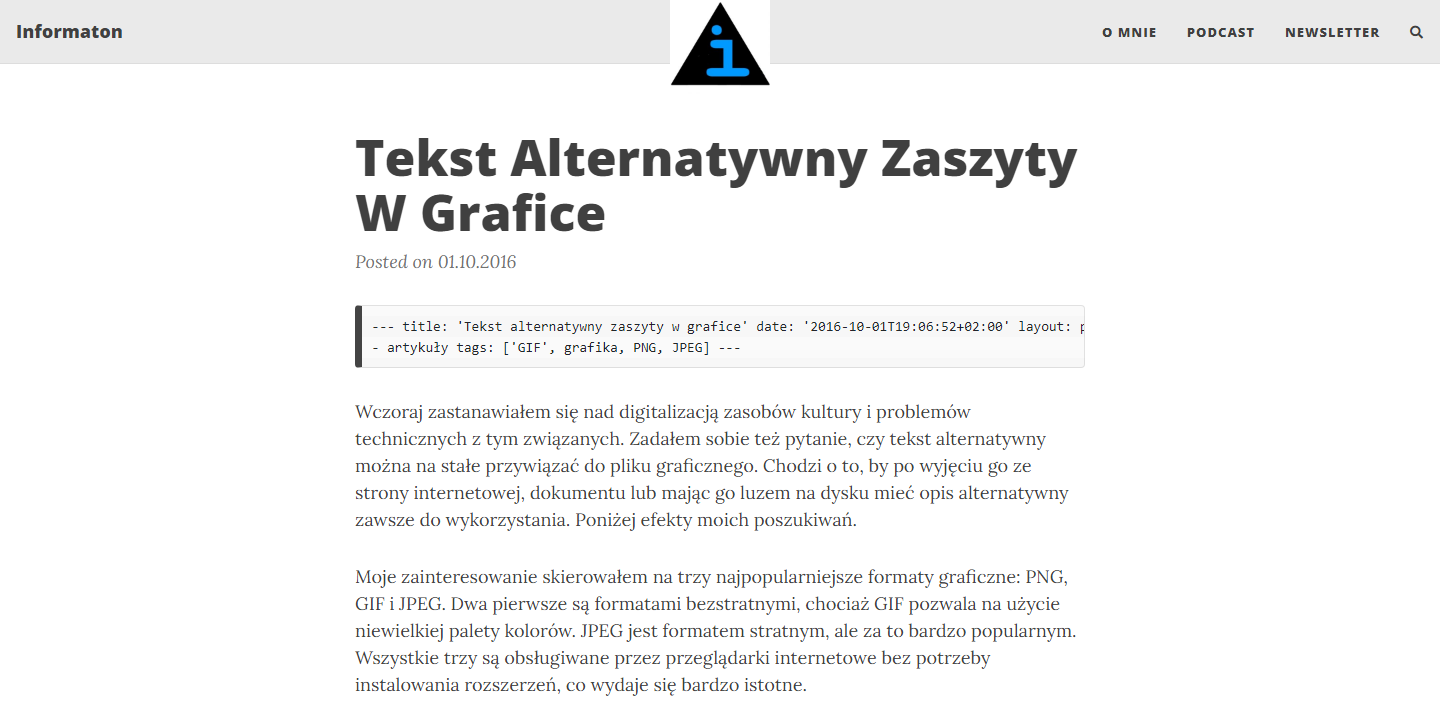 Informaton
O MNIE PODCAST NEWSLETTER
i
Tekst Alternatywny Zaszyty
W Grafice
Posted on 01.10.2016
--- title: 'Tekst alternatywny zaszyty w grafice' date: '2016-10-01T19:06:52+02:00' layout:
- artykuły tags: ['GIF', grafika, PNG, JPEG] ---
Wczoraj zastanawiałem się nad digitalizacją zasobów kultury i problemów
technicznych z tym związanych. Zadałem sobie też pytanie, czy tekst alternatywny
można na stałe przywiązać do pliku graficznego. Chodzi o to, by po wyjęciu go ze
strony internetowej, dokumentu lub mając go luzem na dysku mieć opis alternatywny
zawsze do wykorzystania. Poniżej efekty moich poszukiwań.
Moje zainteresowanie skierowałem na trzy najpopularniejsze formaty graficzne: PNG,
GIF i JPEG. Dwa pierwsze są formatami bezstratnymi, chociaż GIF pozwala na użycie
niewielkiej palety kolorów. JPEG jest formatem stratnym, ale za to bardzo popularnym.
Wszystkie trzy są obsługiwane przez przeglądarki internetowe bez potrzeby
instalowania rozszerzeń, co wydaje się bardzo istotne.